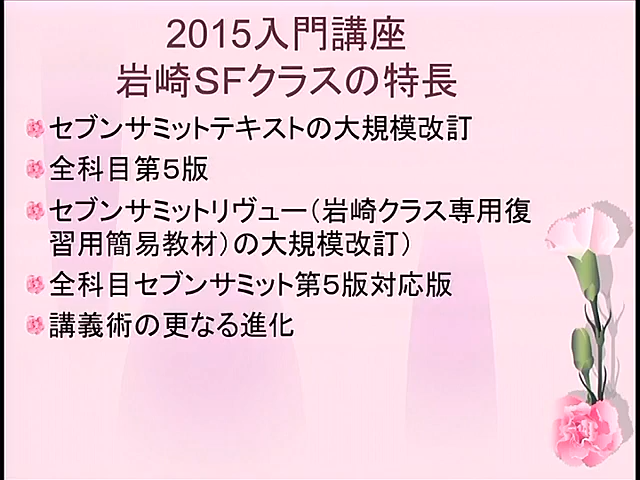 2015入門講座
岩崎SFクラスの特長
セブンサミットテキストの大規模改訂
全科目第5版
セブンサミットリヴュー(岩崎クラス専用復
習用簡易教材)の大規模改訂)
全科目セブンサミット第5版対応版
講義術の更なる進化